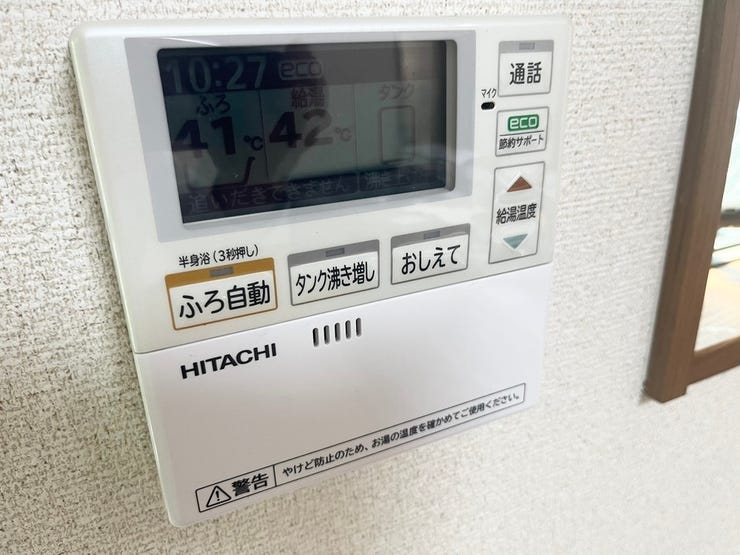 10:27 eco
ふろ 給湯 タンク
41℃ 42℃
追いだきできません 沸き上
通話
マイク
eco
節約サポート
給湯温度
半身浴（3秒押し）
ふろ自動
タンク沸き増し
おしえて
HITACHI
警告 やけど防止のため、お湯の温度を確かめてご使用ください。